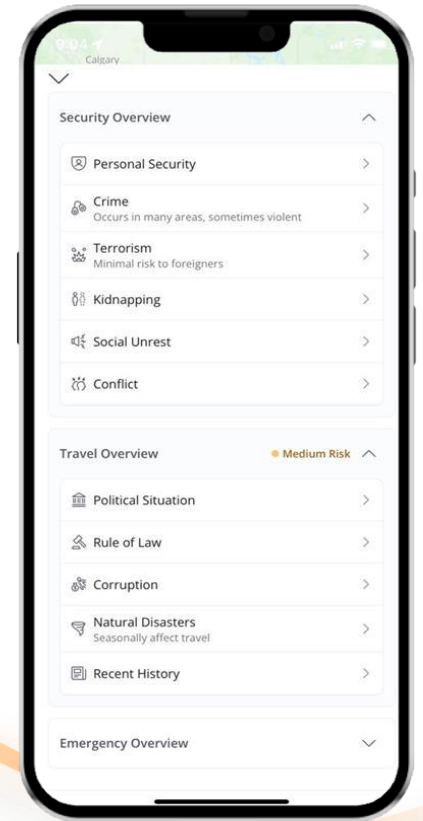 9:04
Calgary
Security Overview
Personal Security
Crime
Occurs in many areas, sometimes violent
Terrorism
Minimal risk to foreigners
Kidnapping
Social Unrest
Conflict
Travel Overview
Medium Risk
Political Situation
Rule of Law
Corruption
Natural Disasters
Seasonally affect travel
Recent History
Emergency Overview